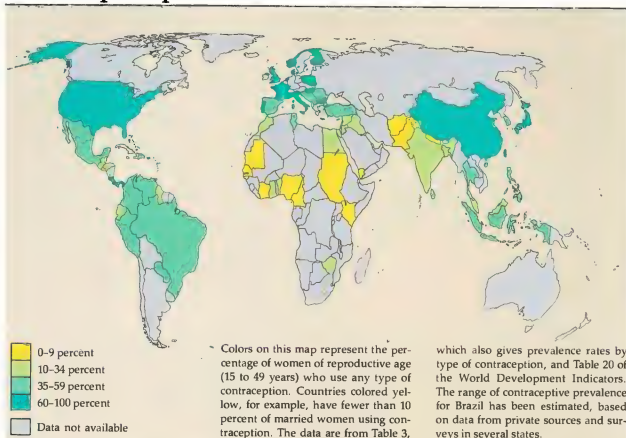 0–9 percent
10–34 percent
35–59 percent
60–100 percent
Data not available
Colors on this map represent the per-
centage of women of reproductive age
(15 to 49 years) who use any type of
contraception. Countries colored yel-
low, for example, have fewer than 10
percent of married women using con-
traception. The data are from Table 3,
which also gives prevalence rates by
type of contraception, and Table 20 of
the World Development Indicators.
The range of contraceptive prevalence
for Brazil has been estimated, based
on data from private sources and sur-
veys in several states.